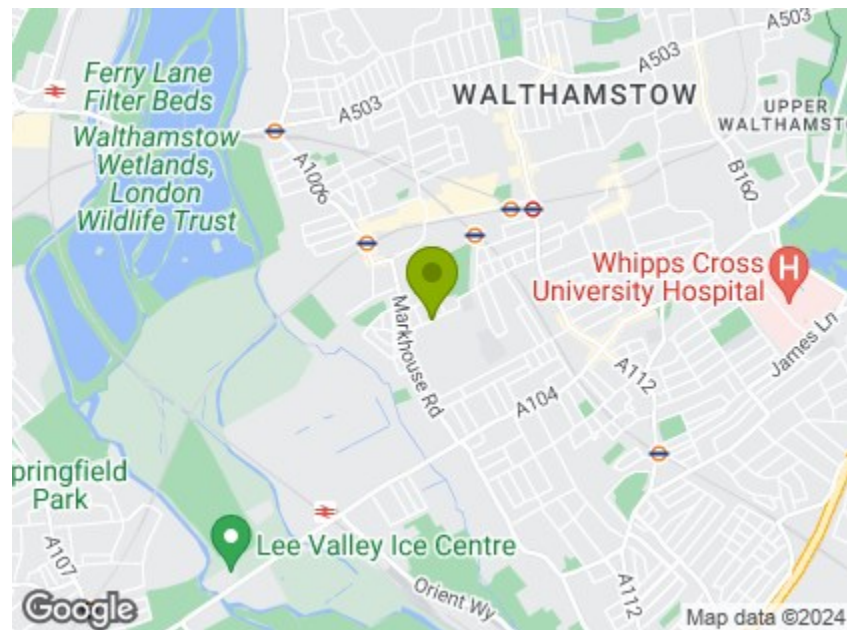 A503
Ferry Lane
Filter Beds
A503
WALTHAMSTOW
A503
UPPER
WALTHAMST
Walthamstow
Wetlands,
London
Wildlife Trust
A1006
B160
Whipps Cross
University Hospital
H
Markhouse Rd
James Ln
A112
A104
pringfield
Park
A107
Lee Valley Ice Centre
Orient Wy
A112
Google
Map data ©2024